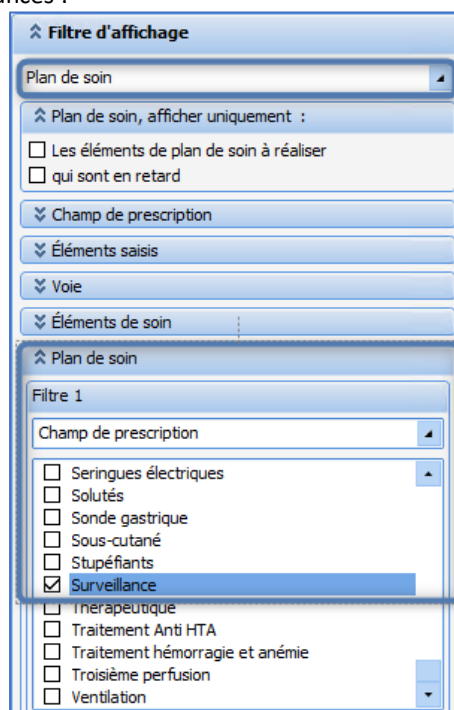 Filtre d'affichage
Plan de soin
Plan de soin, afficher uniquement :
Les éléments de plan de soin à réaliser
qui sont en retard
Champ de prescription
Éléments saisis
Voie
Éléments de soin
Plan de soin
Filtre 1
Champ de prescription
Seringues électriques
Solutés
Sonde gastrique
Sous-cutané
Stupéfiants
Surveillance
Thérapeutique
Traitement Anti HTA
Traitement hémorragie et anémie
Troisième perfusion
Ventilation